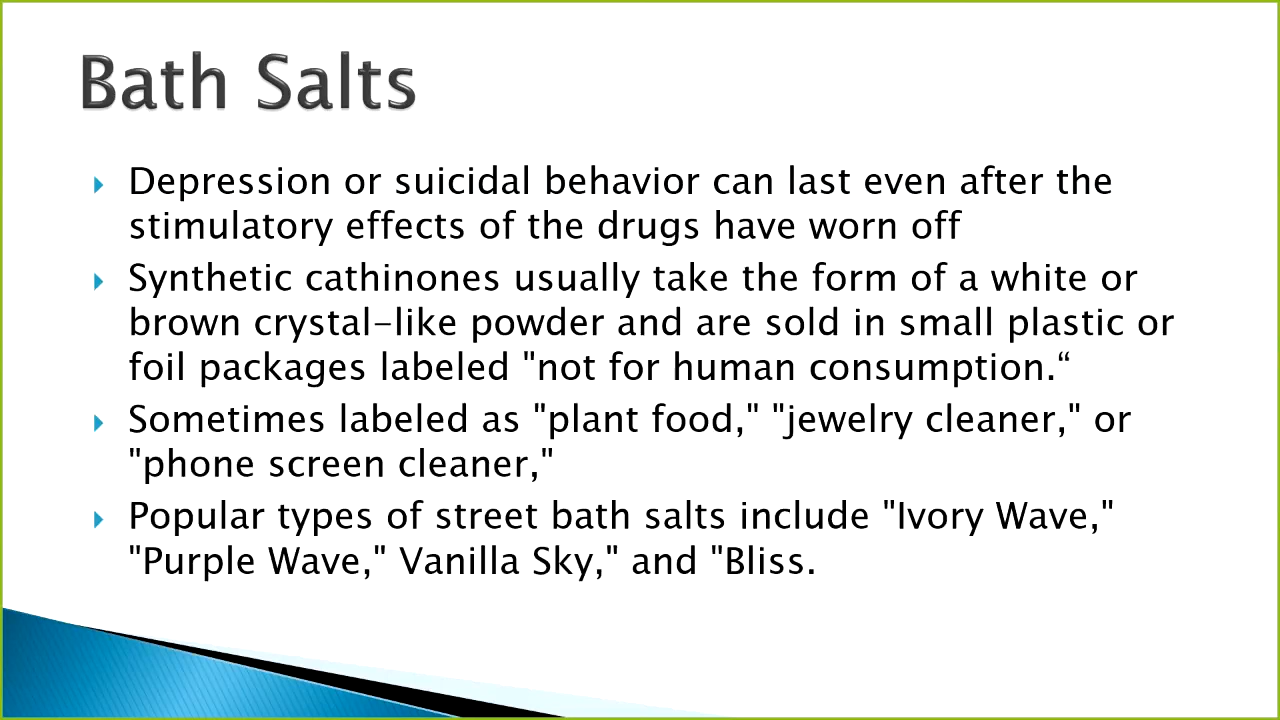 Bath Salts
Depression or suicidal behavior can last even after the
stimulatory effects of the drugs have worn off
Synthetic cathinones usually take the form of a white or
brown crystal-like powder and are sold in small plastic or
foil packages labeled "not for human consumption.“
Sometimes labeled as "plant food," "jewelry cleaner," or
"phone screen cleaner,"
Popular types of street bath salts include "Ivory Wave,"
"Purple Wave," Vanilla Sky," and "Bliss.